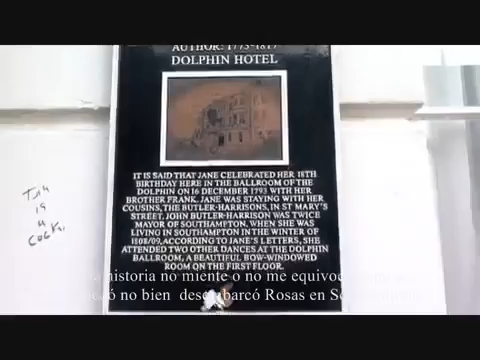 AUTHOR: 1775-1817
DOLPHIN HOTEL
IT IS SAID THAT JANE CELEBRATED HER 18TH
BIRTHDAY HERE IN THE BALLROOM OF THE
DOLPHIN ON 16 DECEMBER 1793 WITH HER
BROTHER FRANK. JANE WAS STAYING WITH HER
COUSINS, THE BUTLER-HARRISONS, IN ST MARY'S
STREET. JOHN BUTLER-HARRISON WAS TWICE
MAYOR OF SOUTHAMPTON. WHEN SHE WAS
LIVING IN SOUTHAMPTON IN THE WINTER OF
1808/09, ACCORDING TO JANE'S LETTERS, SHE
ATTENDED TWO OTHER DANCES AT THE DOLPHIN
BALLROOM, A BEAUTIFUL BOW-WINDOWED
ROOM ON THE FIRST FLOOR.
historia no miente o no me equivoc
no bien desembarcó Rosas en